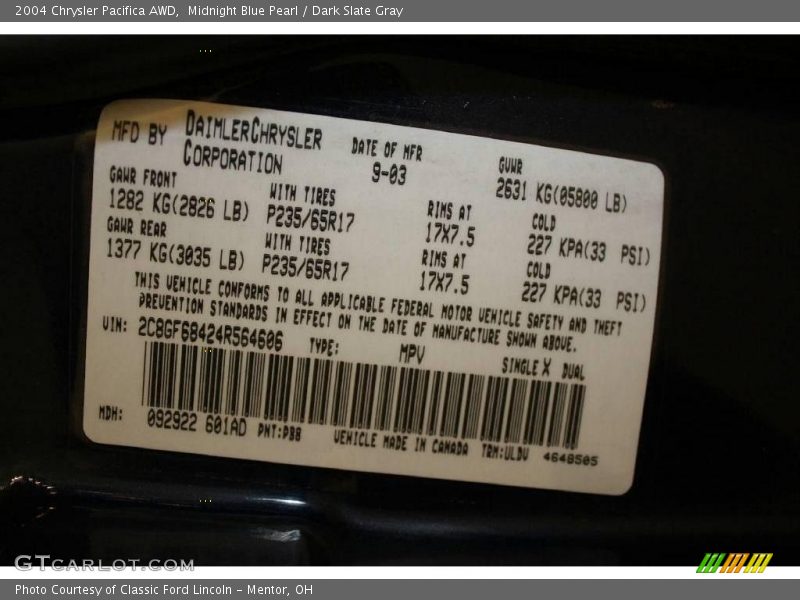 2004 Chrysler Pacifica AWD,  Midnight Blue Pearl / Dark Slate Gray
MFD BY DAIMLERCHRYSLER CORPORATION
DATE OF MFR
9-03
GVWR
2631 KG(05800 LB)
GAWR FRONT
1282 KG(2826 LB)
WITH TIRES
P235/65R17
RIMS AT
17X7.5
COLD
227 KPA(33 PSI)
GAWR REAR
1377 KG(3035 LB)
WITH TIRES
P235/65R17
RIMS AT
17X7.5
COLD
227 KPA(33 PSI)
THIS VEHICLE CONFORMS TO ALL APPLICABLE FEDERAL MOTOR VEHICLE SAFETY AND THEFT
PREVENTION STANDARDS IN EFFECT ON THE DATE OF MANUFACTURE SHOWN ABOVE.
VIN: 2C8GF68424R564606 TYPE: MPV SINGLE X DUAL
MDH: 092922 601AD PNT:PBB VEHICLE MADE IN CANADA TRM:ULDV 4648505
GTCARLOT.COM
Photo Courtesy of Classic Ford Lincoln - Mentor, OH